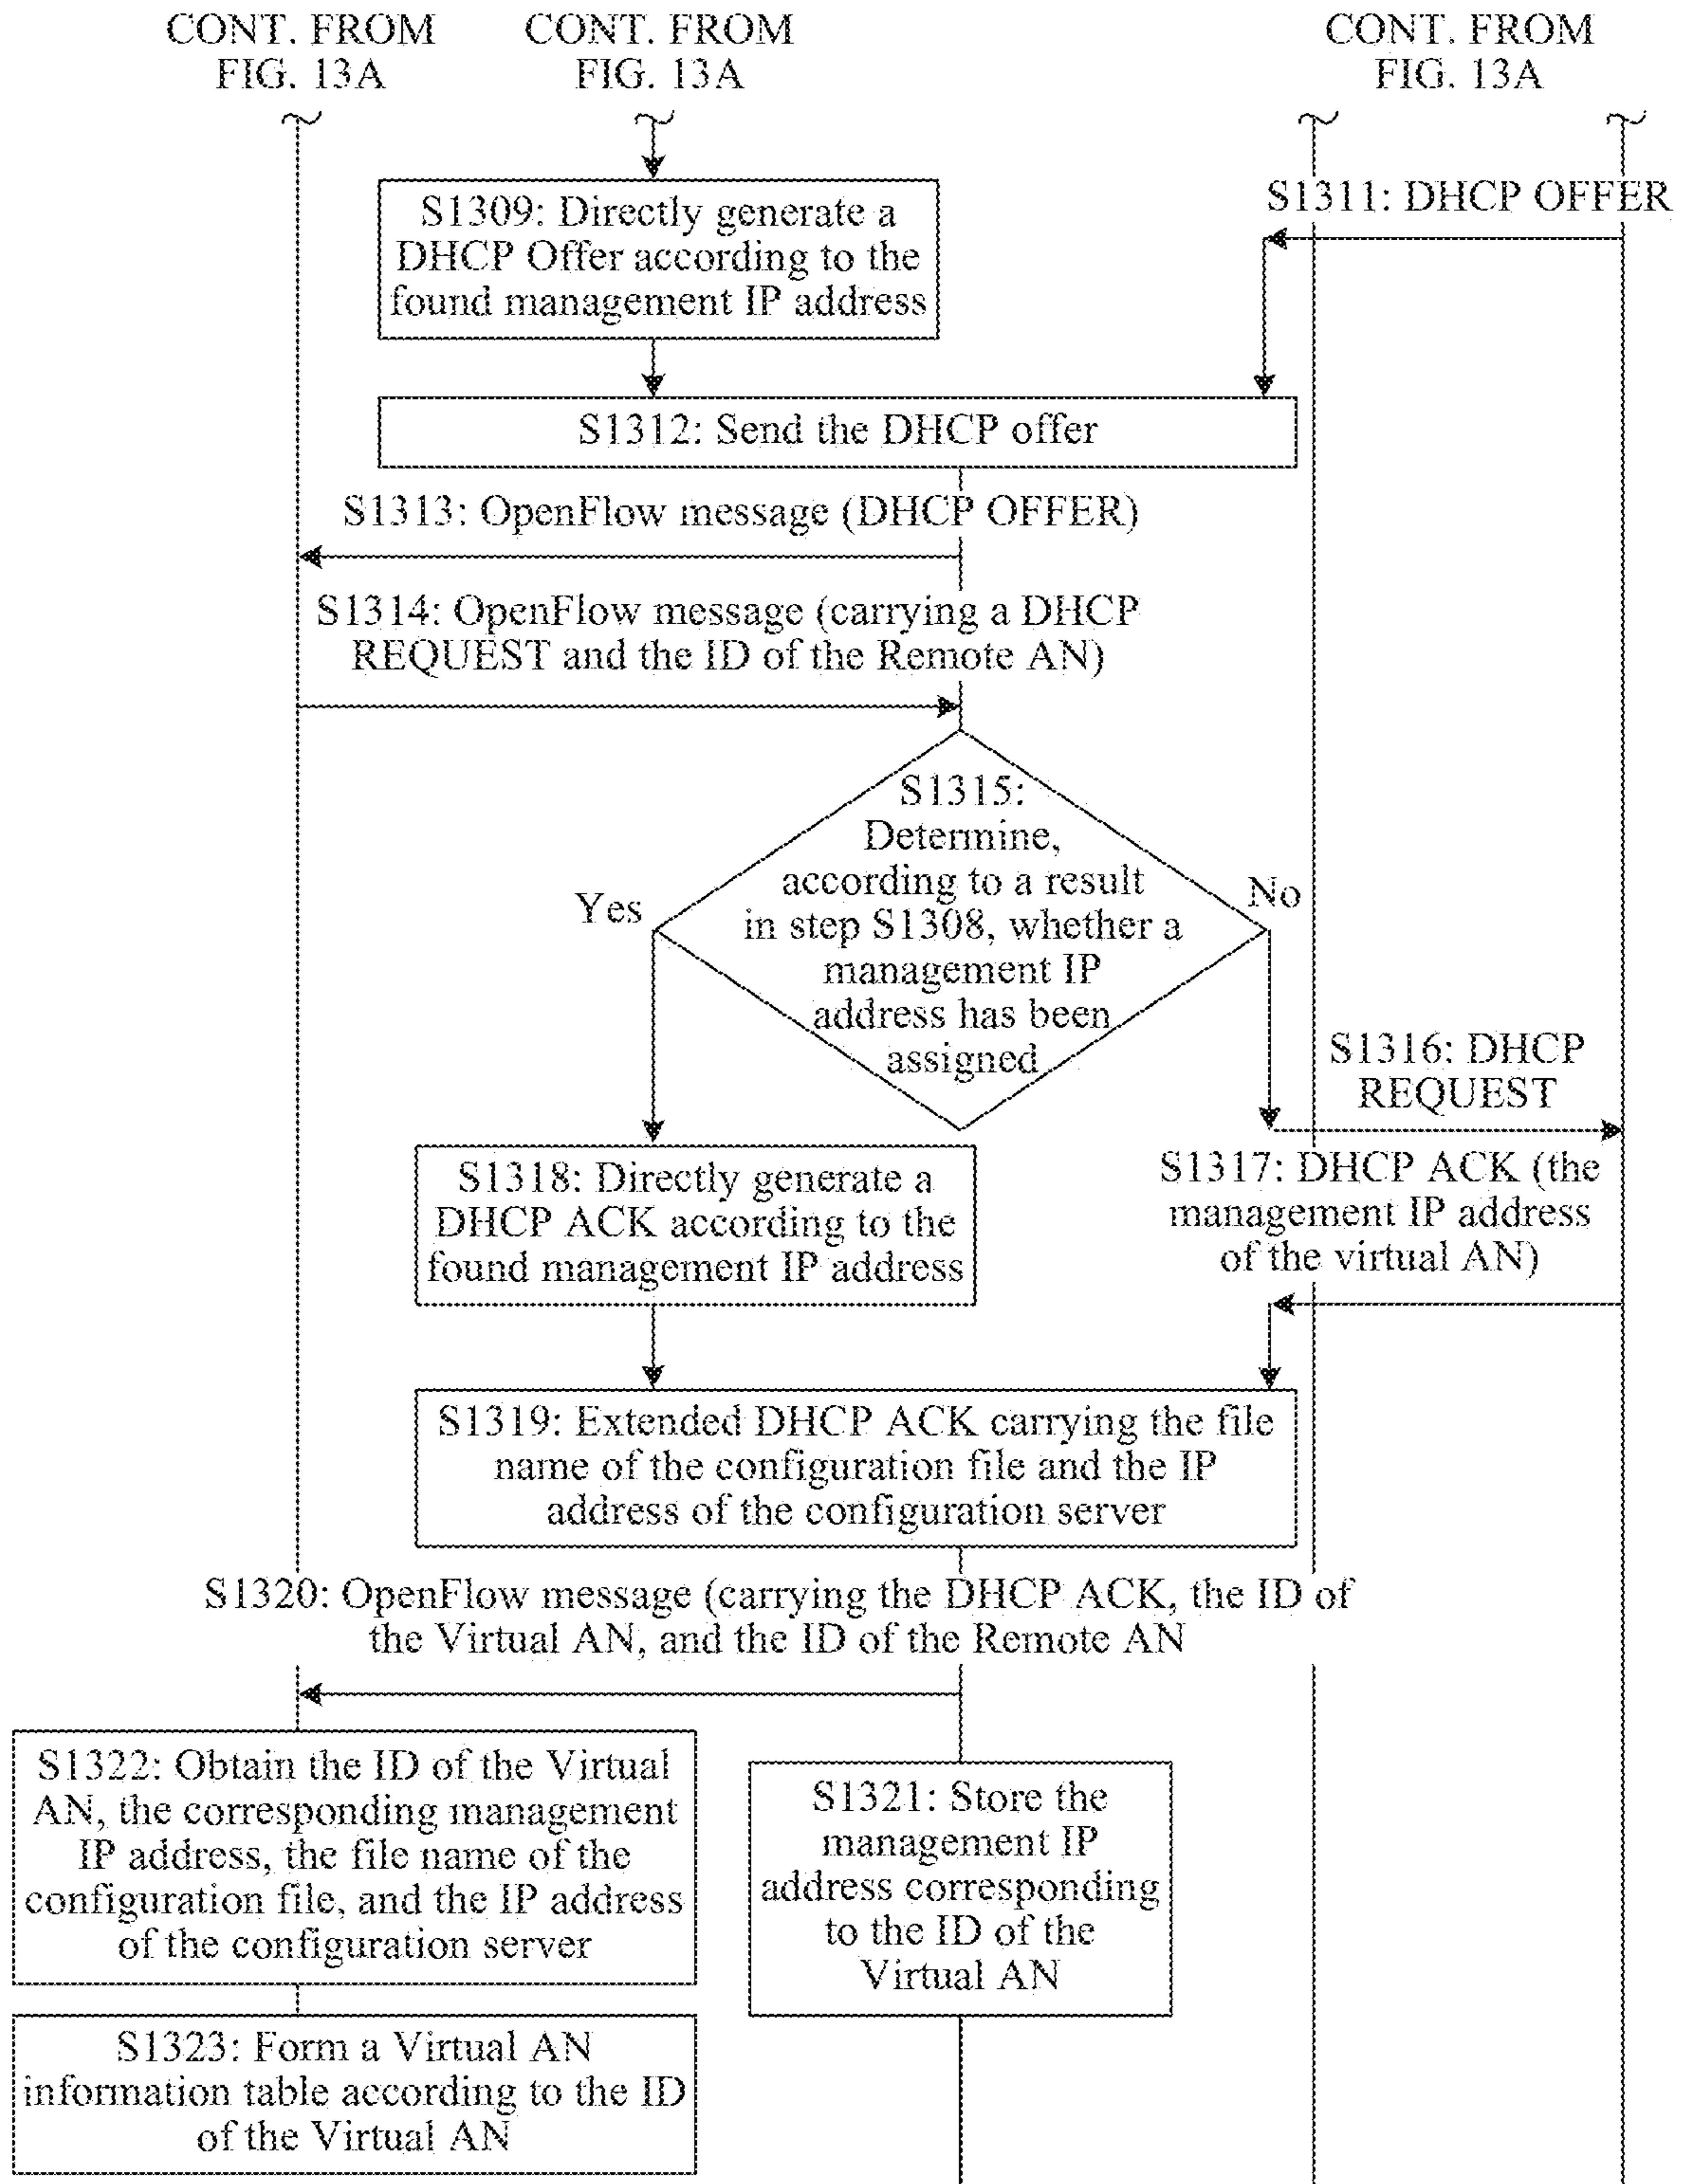 CONT. FROM
FIG. 13A
CONT. FROM
FIG. 13A
CONT. FROM
FIG. 13A
S1309: Directly generate a
DHCP Offer according to the
found management IP address
S1311: DHCP OFFER
S1312: Send the DHCP offer
S1313: OpenFlow message (DHCP OFFER)
S1314: OpenFlow message (carrying a DHCP
REQUEST and the ID of the Remote AN)
S1315:
Determine,
according to a result
in step S1308, whether a
management IP
address has been
assigned
Yes
No
S1316: DHCP
REQUEST
S1317: DHCP ACK (the
management IP address
of the virtual AN)
S1318: Directly generate a
DHCP ACK according to the
found management IP address
S1319: Extended DHCP ACK carrying the file
name of the configuration file and the IP
address of the configuration server
S1320: OpenFlow message (carrying the DHCP ACK, the ID of
the Virtual AN, and the ID of the Remote AN
S1322: Obtain the ID of the Virtual
AN, the corresponding management
IP address, the file name of the
configuration file, and the IP address
of the configuration server
S1321: Store the
management IP
address corresponding
to the ID of the
Virtual AN
S1323: Form a Virtual AN
information table according to the ID
of the Virtual AN